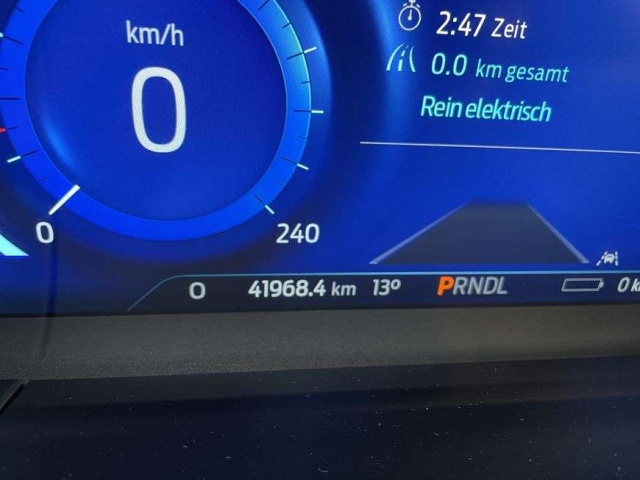 km/h
0
0
240
2:47 Zeit
0.0 km gesamt
Rein elektrisch
O 41968.4 km 13° PRNDL 0